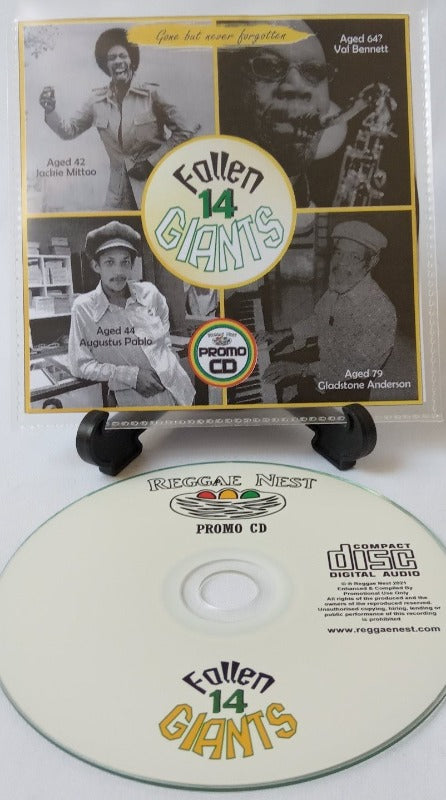 Gone but never forgotten
Aged 64?
Val Bennett
Aged 42
Jackie Mittoo
Fallen
14
GIANTS
Aged 44
Augustus Pablo
Reggae Nest
PROMO
CD
Aged 79
Gladstone Anderson
REGGAE NEST
PROMO CD
COMPACT
disc
DIGITAL AUDIO
© ® Reggae Nest 2021
Enhanced & Compiled By
Promotional Use Only
All rights of the produced and the
owners of the reproduced reserved.
Unauthorised copying, hiring, lending or
public performance of this recording
is prohibited
www.reggaenest.com
Fallen
14
GIANTS